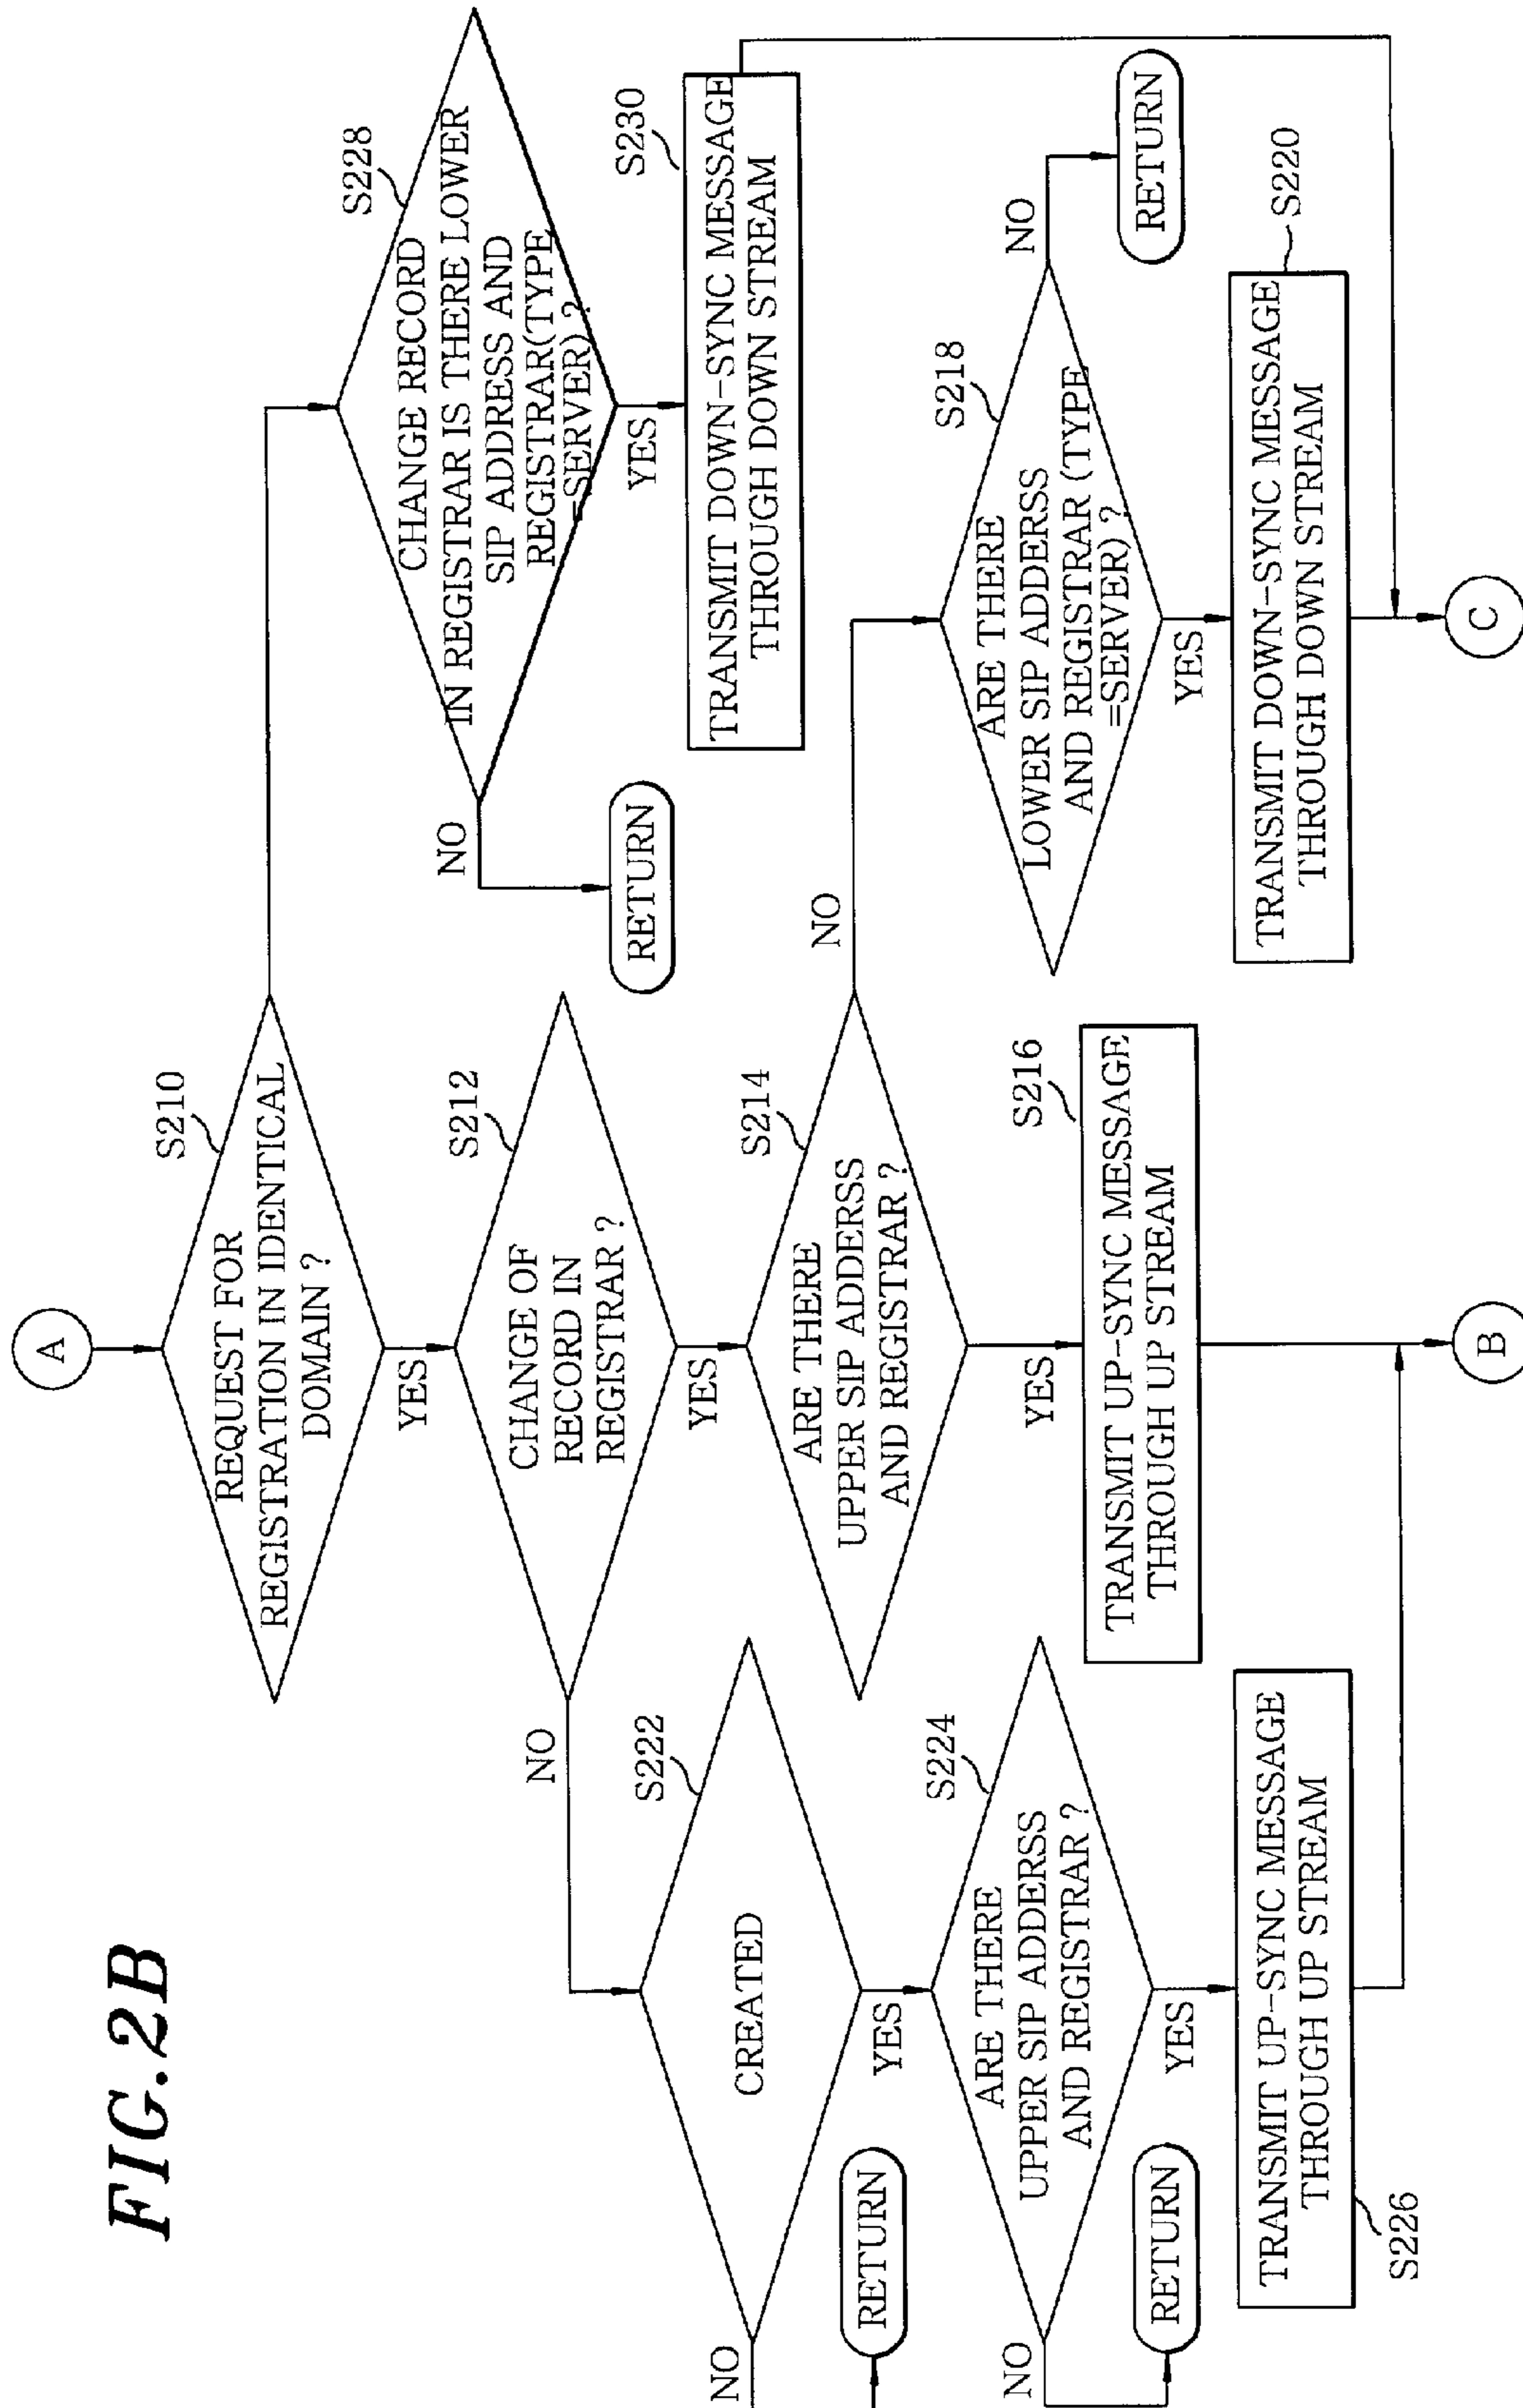 FIG.2B
A
S210
REQUEST FOR
REGISTRATION IN IDENTICAL
DOMAIN ?
YES
S212
CHANGE OF
RECORD IN
REGISTRAR ?
NO
YES
S214
ARE THERE
UPPER SIP ADDERSS
AND REGISTRAR ?
NO
YES
S216
TRANSMIT UP-SYNC MESSAGE
THROUGH UP STREAM
B
S222
CREATED
NO
RETURN
YES
S224
ARE THERE
UPPER SIP ADDERSS
AND REGISTRAR ?
NO
RETURN
YES
TRANSMIT UP-SYNC MESSAGE
THROUGH UP STREAM
S226
S228
CHANGE RECORD
IN REGISTRAR IS THERE LOWER
SIP ADDRESS AND
REGISTRAR(TYPE
=SERVER) ?
NO
RETURN
YES
S230
TRANSMIT DOWN-SYNC MESSAGE
THROUGH DOWN STREAM
S218
ARE THERE
LOWER SIP ADDERSS
AND REGISTRAR (TYPE
=SERVER) ?
NO
RETURN
YES
S220
TRANSMIT DOWN-SYNC MESSAGE
THROUGH DOWN STREAM
C